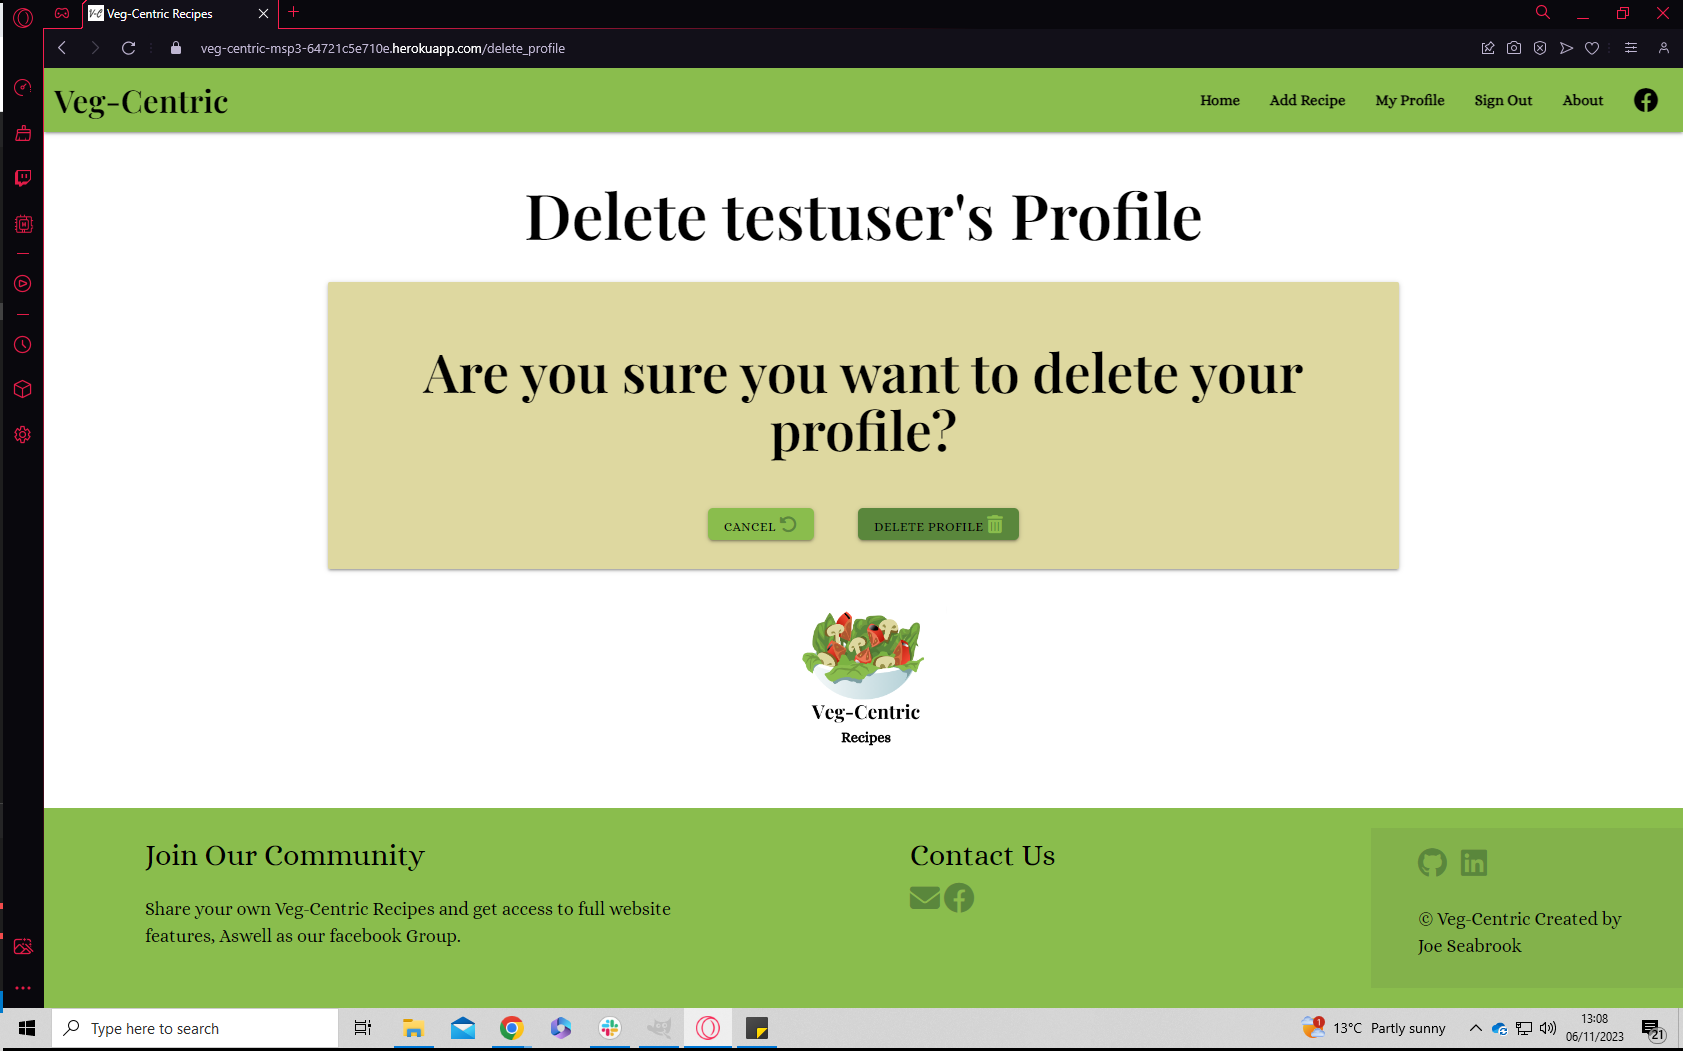 Veg-Centric Recipes
veg-centric-msp3-64721c5e710e.herokuapp.com/delete_profile
Veg-Centric
Home Add Recipe My Profile Sign Out About
Delete testuser's Profile
Are you sure you want to delete your
profile?
CANCEL
DELETE PROFILE
Veg-Centric
Recipes
Join Our Community
Share your own Veg-Centric Recipes and get access to full website
features, Aswell as our facebook Group.
Contact Us
© Veg-Centric Created by
Joe Seabrook
Type here to search
1
13°C Partly sunny
13:08
06/11/2023
21